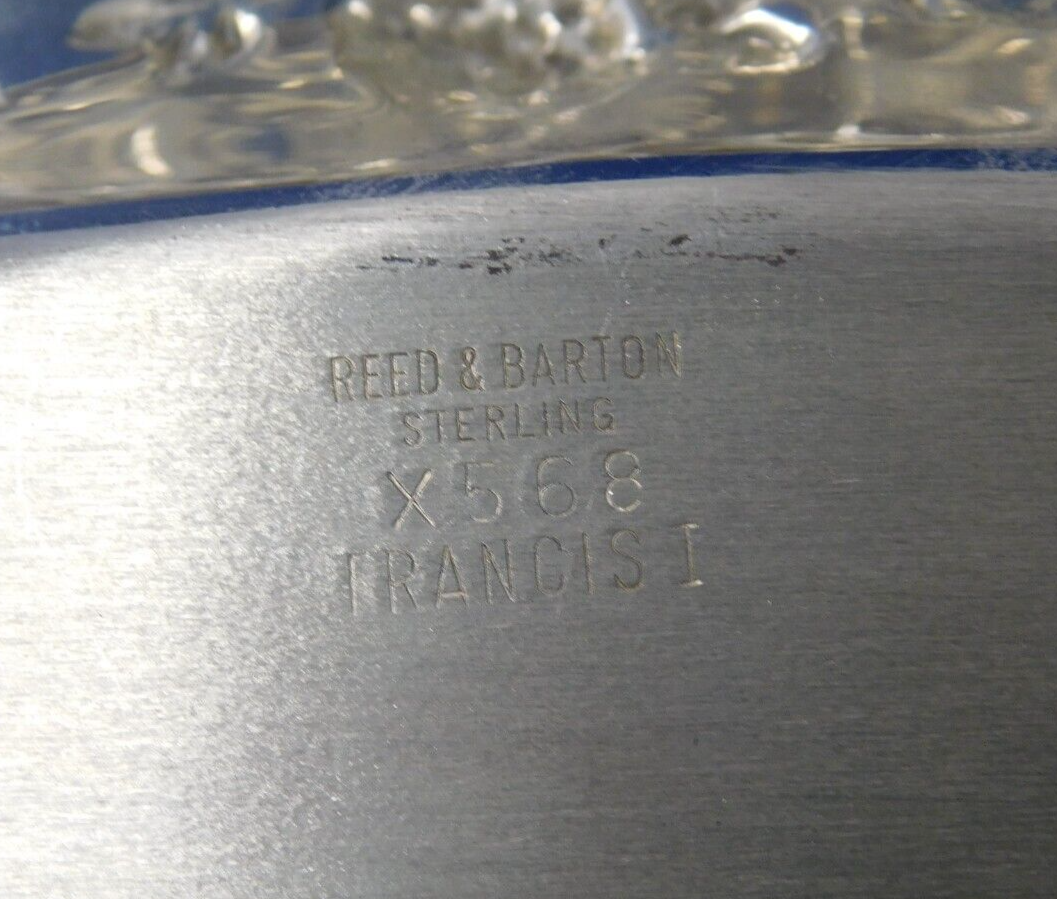 REED & BARTON
STERLING
X568
FRANCIS I